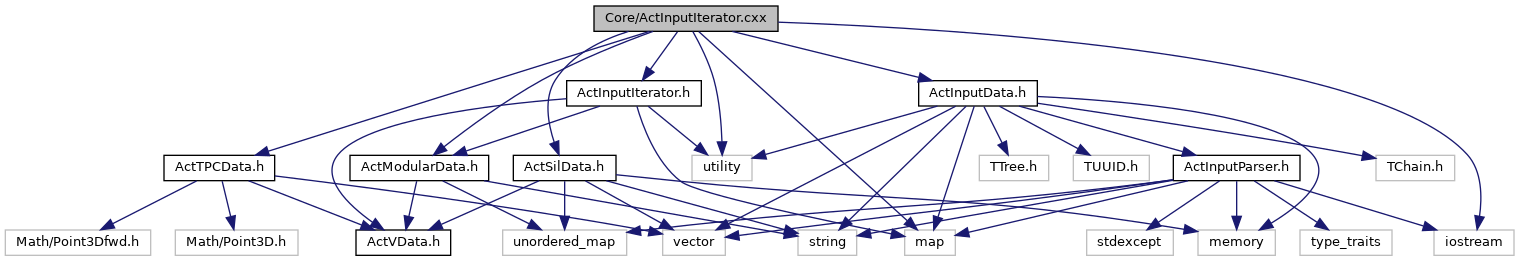 Core/ActInputIterator.cxx
ActInputIterator.h
ActInputData.h
ActTPCData.h
ActModularData.h
ActSilData.h
utility
TTree.h
TUUID.h
ActInputParser.h
TChain.h
Math/Point3Dfwd.h
Math/Point3D.h
ActVData.h
unordered_map
vector
string
map
stdexcept
memory
type_traits
iostream